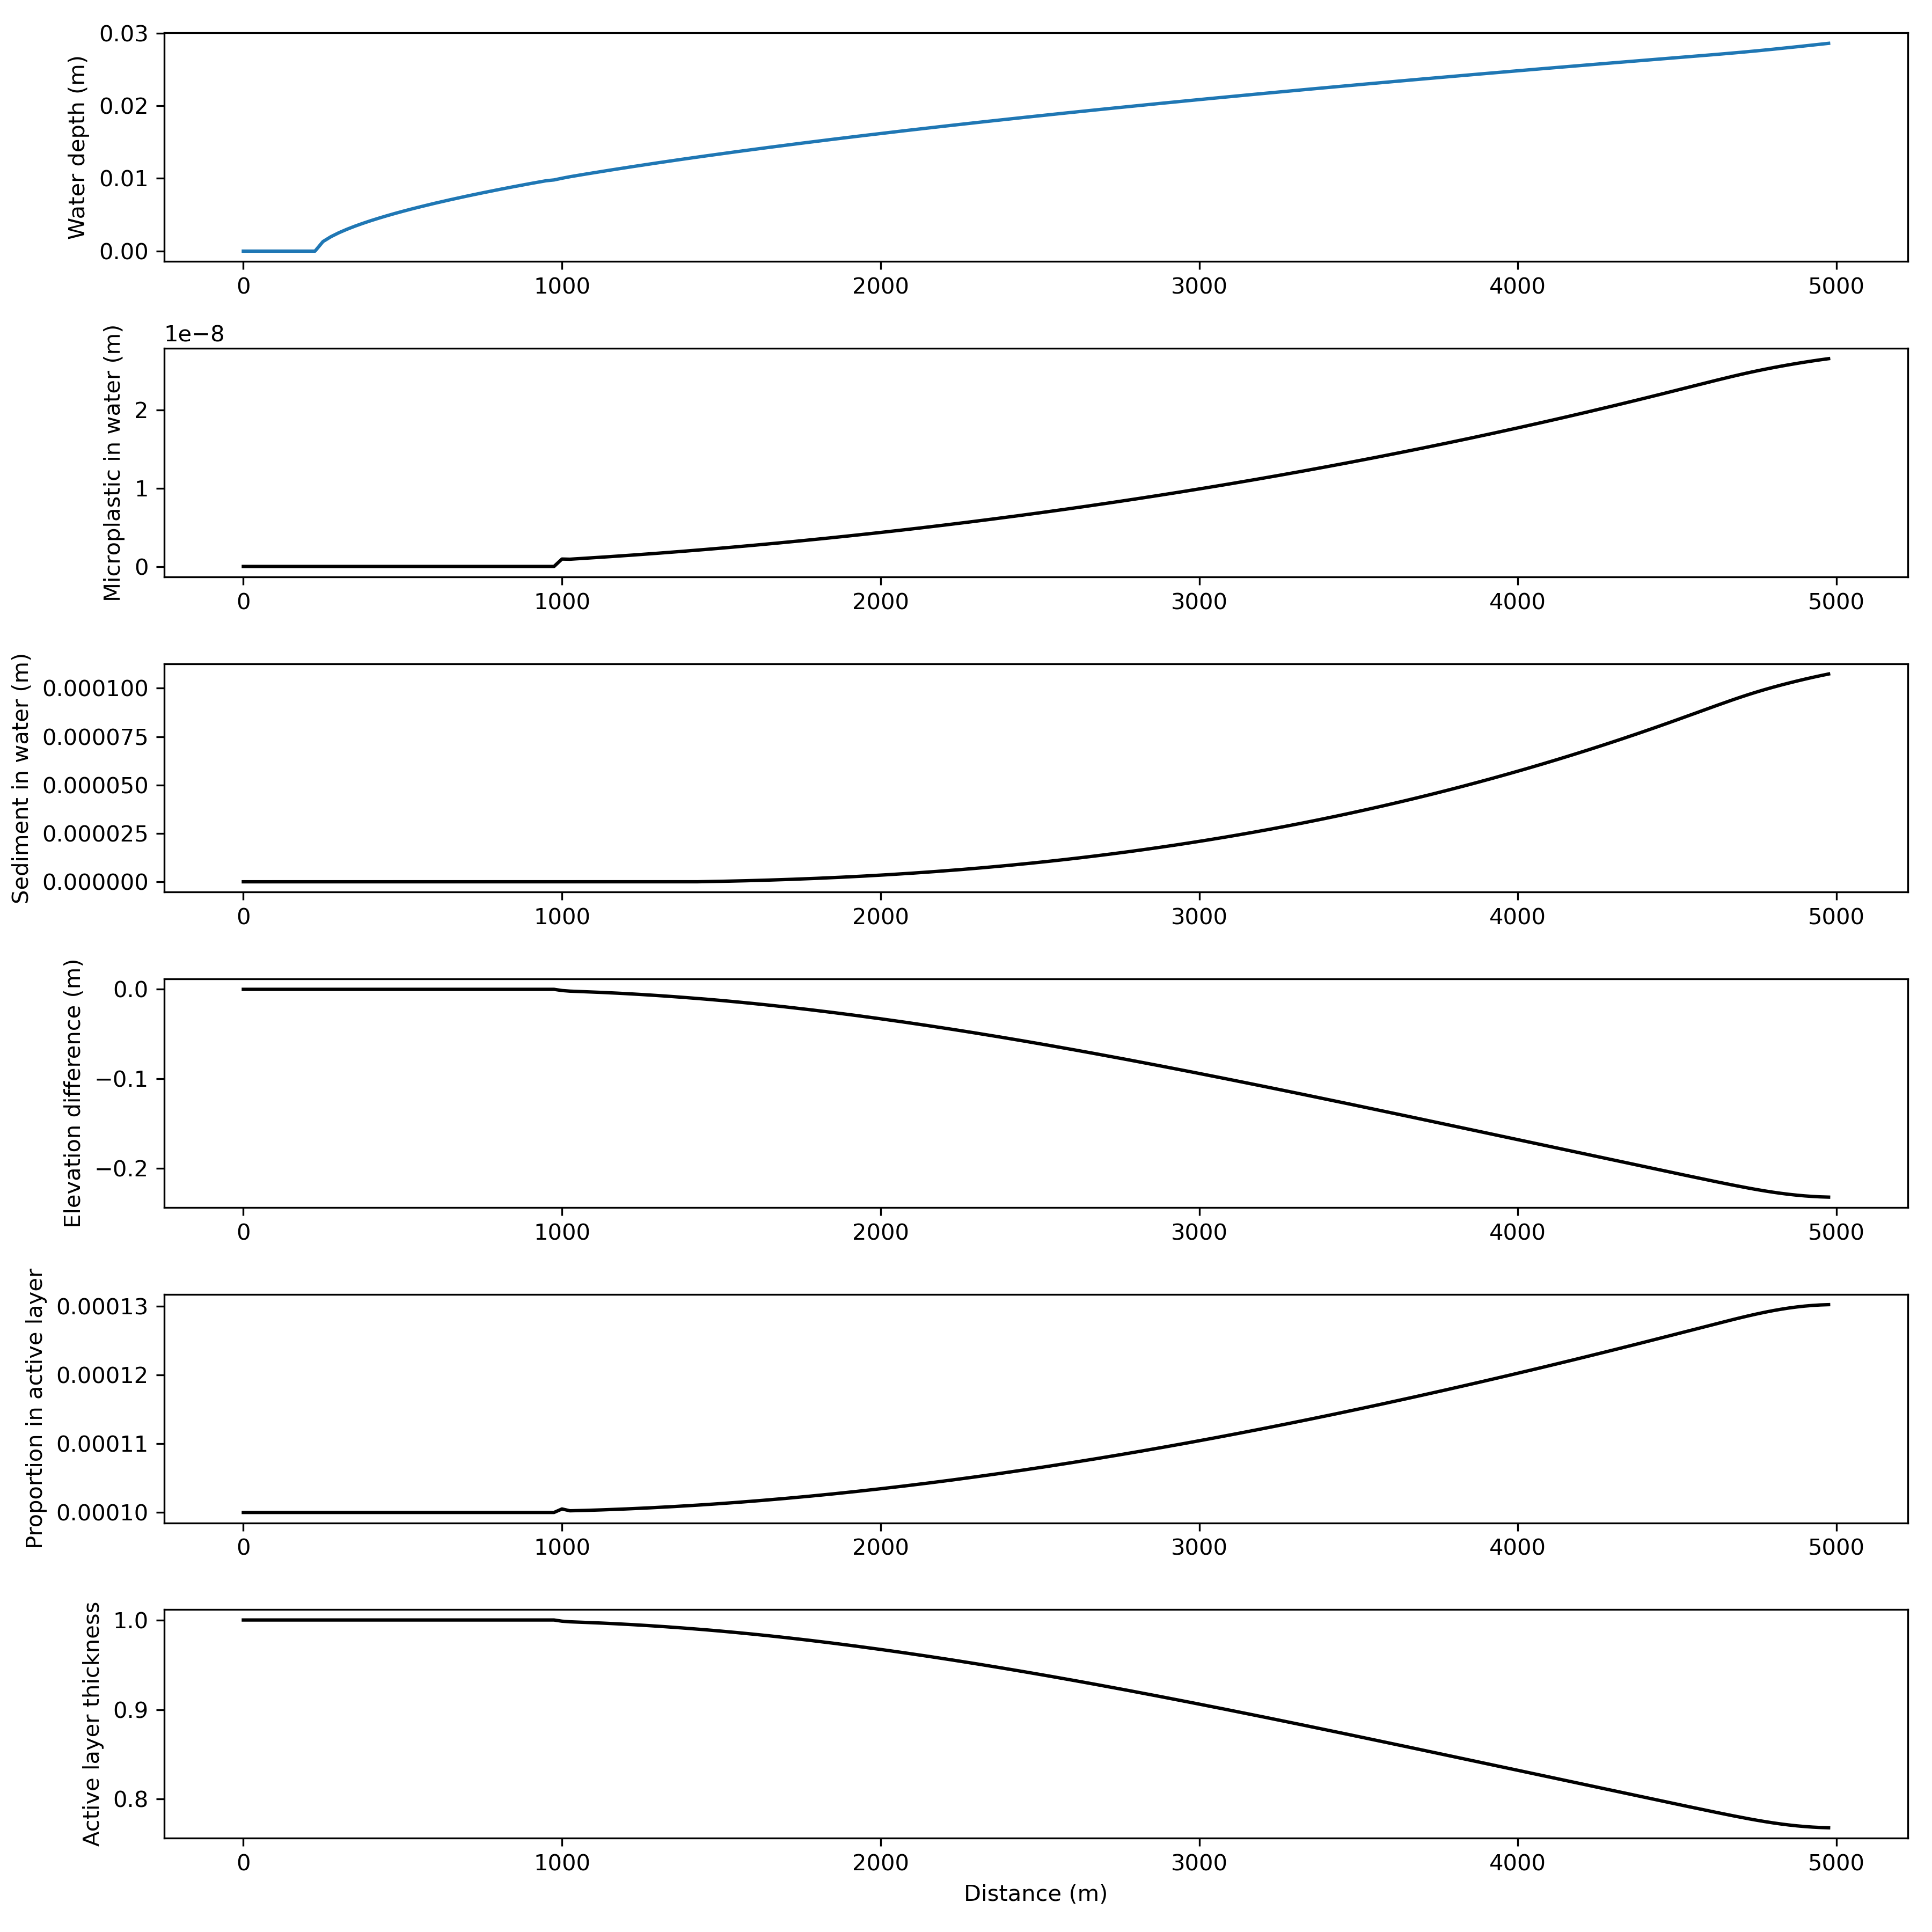 Water depth (m)
0.03
0.02
0.01
0.00
0 1000 2000 3000 4000 5000
1e−8
Microplastic in water (m)
2
1
0
0 1000 2000 3000 4000 5000
Sediment in water (m)
0.000100
0.000075
0.000050
0.000025
0.000000
0 1000 2000 3000 4000 5000
Elevation difference (m)
0.0
−0.1
−0.2
0 1000 2000 3000 4000 5000
Proportion in active layer
0.00013
0.00012
0.00011
0.00010
0 1000 2000 3000 4000 5000
Active layer thickness
1.0
0.9
0.8
0 1000 2000 3000 4000 5000
Distance (m)